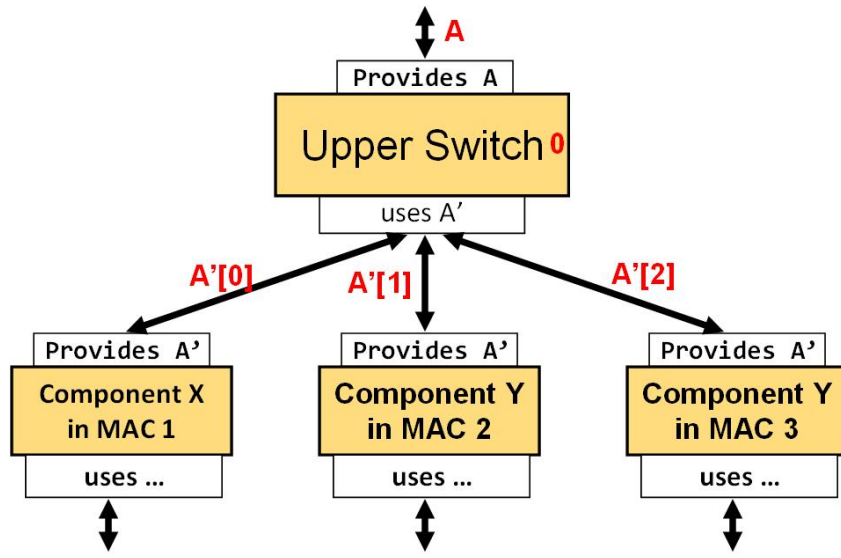 A
Provides A
Upper Switch 0
uses A’
A’[0]
A’[1]
A’[2]
Provides A’
Provides A’
Provides A’
Component X
in MAC 1
Component Y
in MAC 2
Component Y
in MAC 3
uses ...
uses ...
uses ...